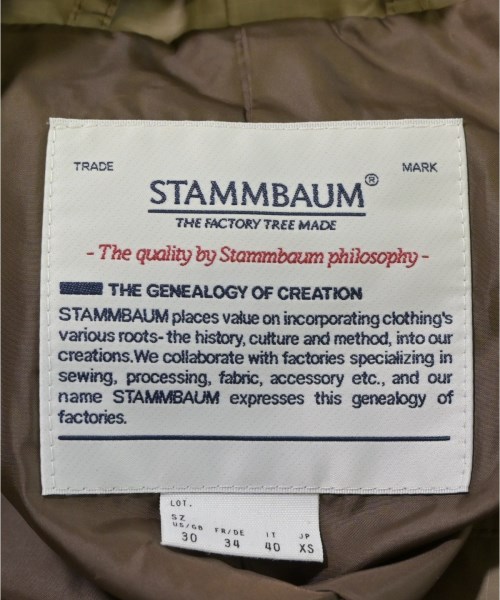 TRADE MARK
STAMMBAUM®
THE FACTORY TREE MADE
- The quality by Stammbaum philosophy -
THE GENEALOGY OF CREATION
STAMMBAUM places value on incorporating clothing's
various roots- the history, culture and method, into our
creations.We collaborate with factories specializing in
sewing, processing, fabric, accessory etc., and our
name STAMMBAUM expresses this genealogy of
factories.
LOT.
SZ
US/GB FR/DE IT JP
30 34 40 XS